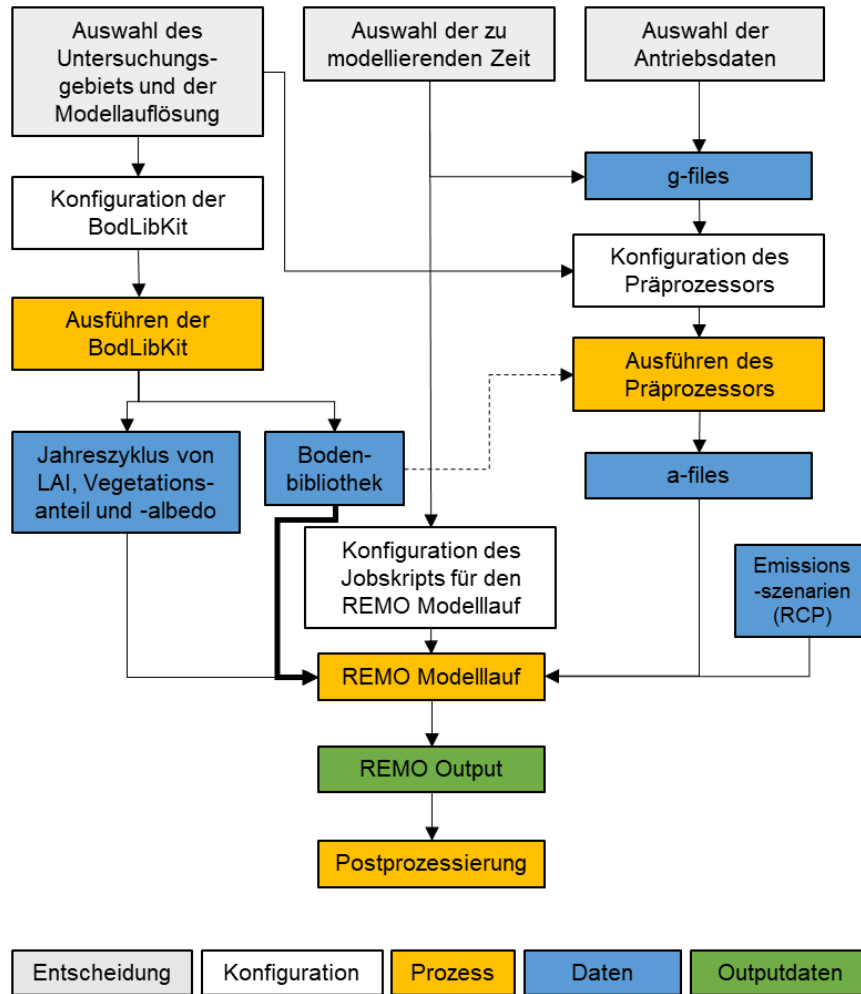 Auswahl des
Untersuchungs-
gebiets und der
Modellauflösung
Auswahl der zu
modellierenden Zeit
Auswahl der
Antriebsdaten
g-files
Konfiguration der
BodLibKit
Konfiguration des
Präprozessors
Ausführen der
BodLibKit
Ausführen des
Präprozessors
Jahreszyklus von
LAI, Vegetations-
anteil und -albedo
Boden-
bibliothek
a-files
Konfiguration des
Jobskripts für den
REMO Modelllauf
Emissions
-szenarien
(RCP)
REMO Modelllauf
REMO Output
Postprozessierung
Entscheidung
Konfiguration
Prozess
Daten
Outputdaten